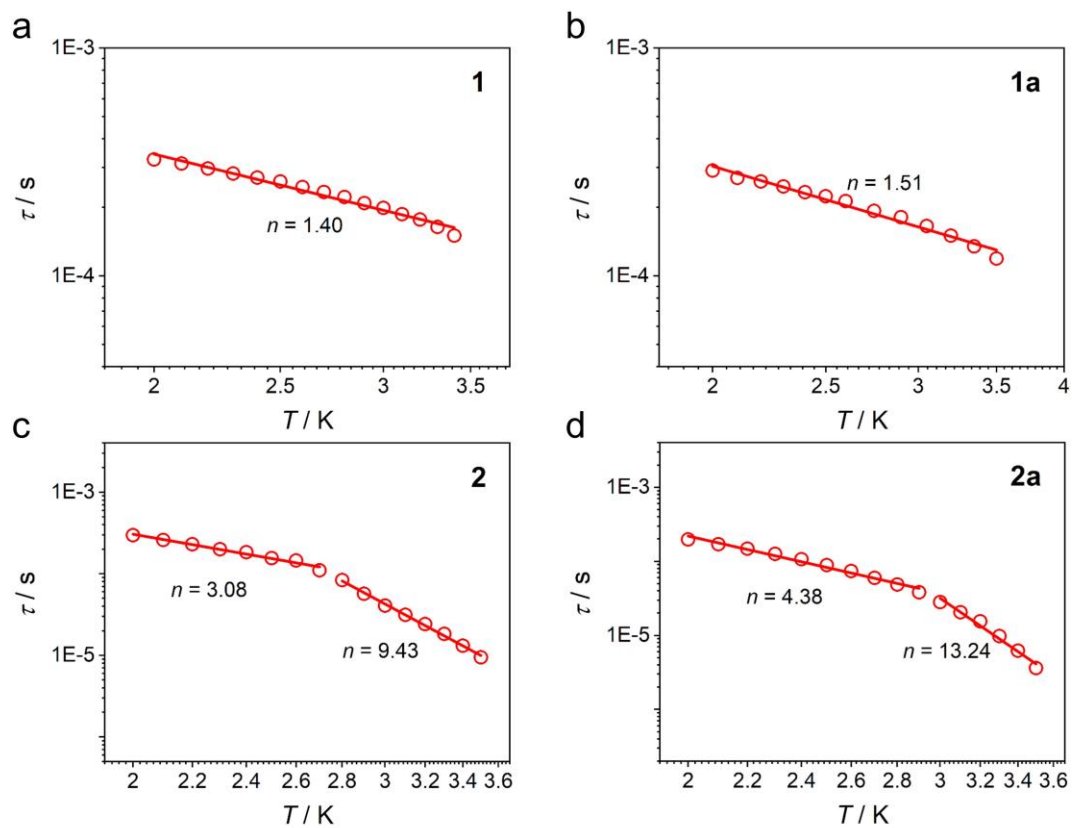 a
1
1E-3
τ / s
1E-4
n = 1.40
2 2.5 3 3.5
T / K
b
1a
1E-3
τ / s
1E-4
n = 1.51
2 2.5 3 3.5 4
T / K
c
2
1E-3
τ / s
1E-5
n = 3.08
n = 9.43
2 2.2 2.4 2.6 2.8 3 3.2 3.4 3.6
T / K
d
2a
1E-3
τ / s
1E-5
n = 4.38
n = 13.24
2 2.2 2.4 2.6 2.8 3 3.2 3.4 3.6
T / K